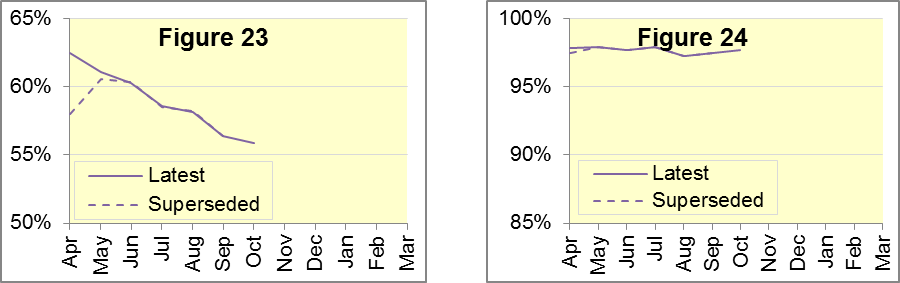 Figure 23
65%
60%
55%
50%
Latest
Superseded
Apr
May
Jun
Jul
Aug
Sep
Oct
Nov
Dec
Jan
Feb
Mar
Figure 24
100%
95%
90%
85%
Latest
Superseded
Apr
May
Jun
Jul
Aug
Sep
Oct
Nov
Dec
Jan
Feb
Mar